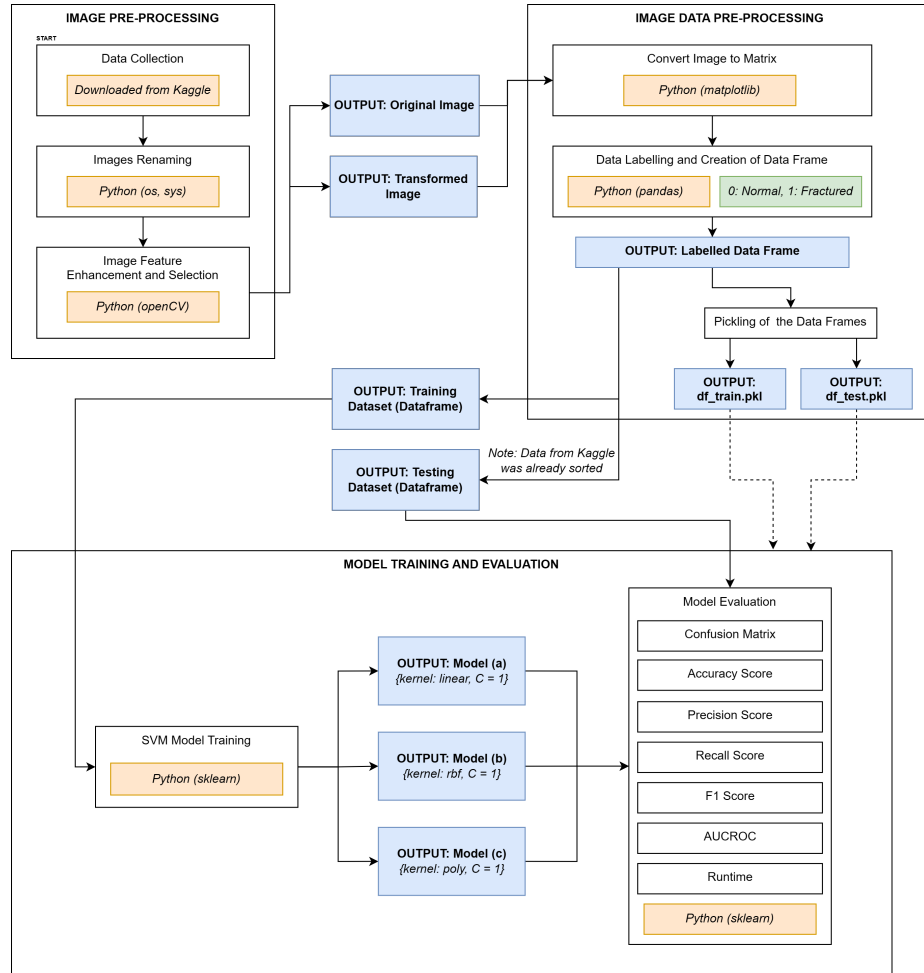 IMAGE PRE-PROCESSING
START
Data Collection
Downloaded from Kaggle
Images Renaming
Python (os, sys)
Image Feature
Enhancement and Selection
Python (openCV)
OUTPUT: Original Image
OUTPUT: Transformed
Image
IMAGE DATA PRE-PROCESSING
Convert Image to Matrix
Python (matplotlib)
Data Labelling and Creation of Data Frame
Python (pandas)
0: Normal, 1: Fractured
OUTPUT: Labelled Data Frame
Pickling of the Data Frames
OUTPUT:
df_train.pkl
OUTPUT:
df_test.pkl
OUTPUT: Training
Dataset (Dataframe)
Note: Data from Kaggle
was already sorted
OUTPUT: Testing
Dataset (Dataframe)
MODEL TRAINING AND EVALUATION
SVM Model Training
Python (sklearn)
OUTPUT: Model (a)
{kernel: linear, C = 1}
OUTPUT: Model (b)
{kernel: rbf, C = 1}
OUTPUT: Model (c)
{kernel: poly, C = 1}
Model Evaluation
Confusion Matrix
Accuracy Score
Precision Score
Recall Score
F1 Score
AUCROC
Runtime
Python (sklearn)